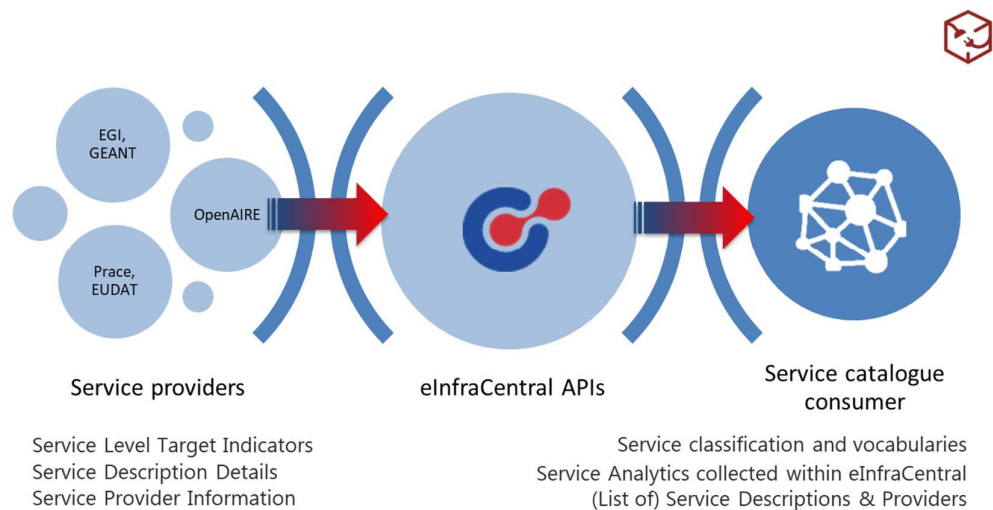 EGI,
GEANT
OpenAIRE
Prace,
EUDAT
Service providers
eInfraCentral APIs
Service catalogue
consumer
Service Level Target Indicators
Service Description Details
Service Provider Information
Service classification and vocabularies
Service Analytics collected within eInfraCentral
(List of) Service Descriptions & Providers